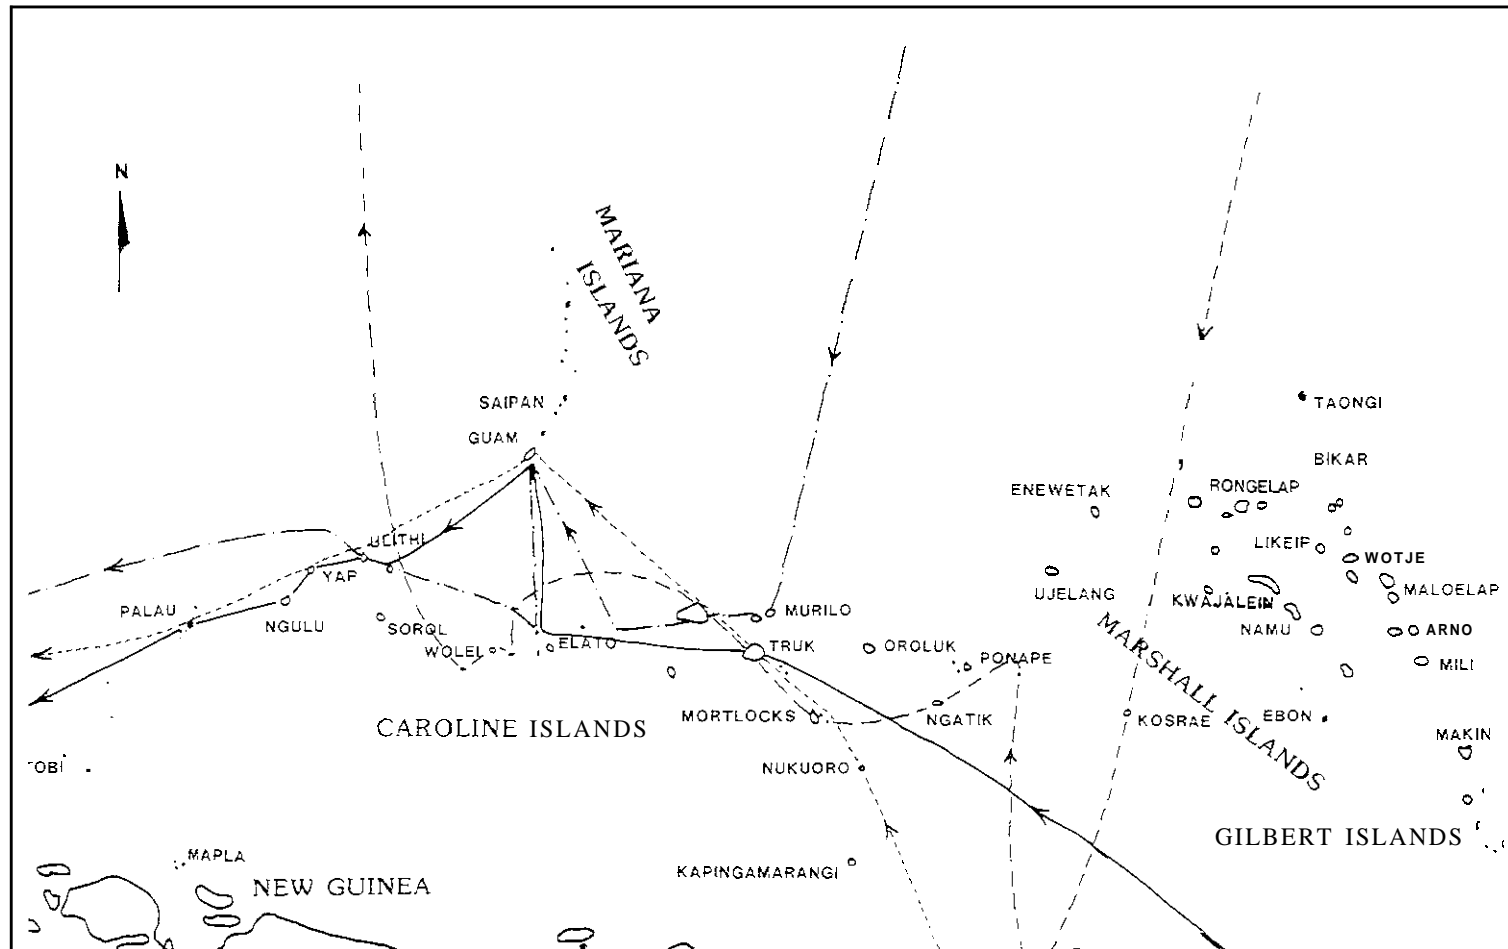 N
MARIANA
ISLANDS
SAIPAN
GUAM
TAONGI
BIKAR
ENEWETAK
RONGELAP
ULITHI
LIKEIP
WOTJE
YAP
UJELANG
KWAJALEIN
MALOELAP
PALAU
NGULU
SOROL
MURILO
NAMU
ARNO
WOLEI
ELATO
TRUK
OROLUK
PONAPE
MARSHALL ISLANDS
MILI
MORTLOCKS
NGATIK
KOSRAE
EBON
CAROLINE ISLANDS
MAKIN
TOBI
NUKUORO
GILBERT ISLANDS
MAPLA
NEW GUINEA
KAPINGAMARANGI